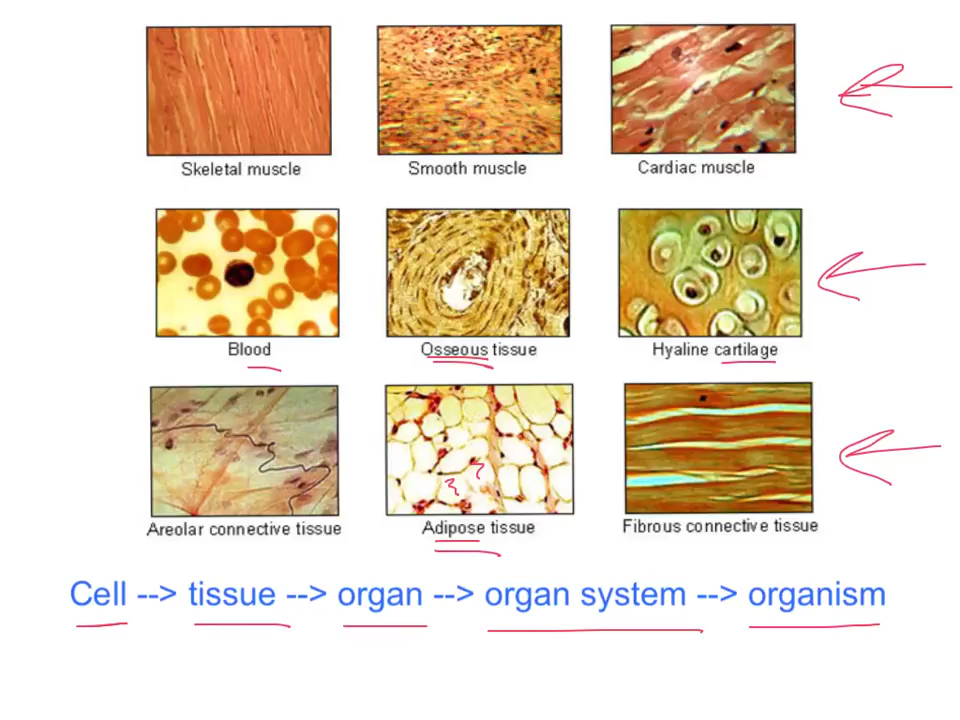 Skeletal muscle
Smooth muscle
Cardiac muscle
Blood
Osseous tissue
Hyaline cartilage
Areolar connective tissue
Adipose tissue
Fibrous connective tissue
Cell --> tissue --> organ --> organ system --> organism